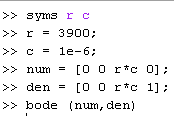 >> syms r c
>> r = 3900;
>> c = 1e-6;
>> num = [0 0 r*c 0];
>> den = [0 0 r*c 1];
>> bode (num,den)